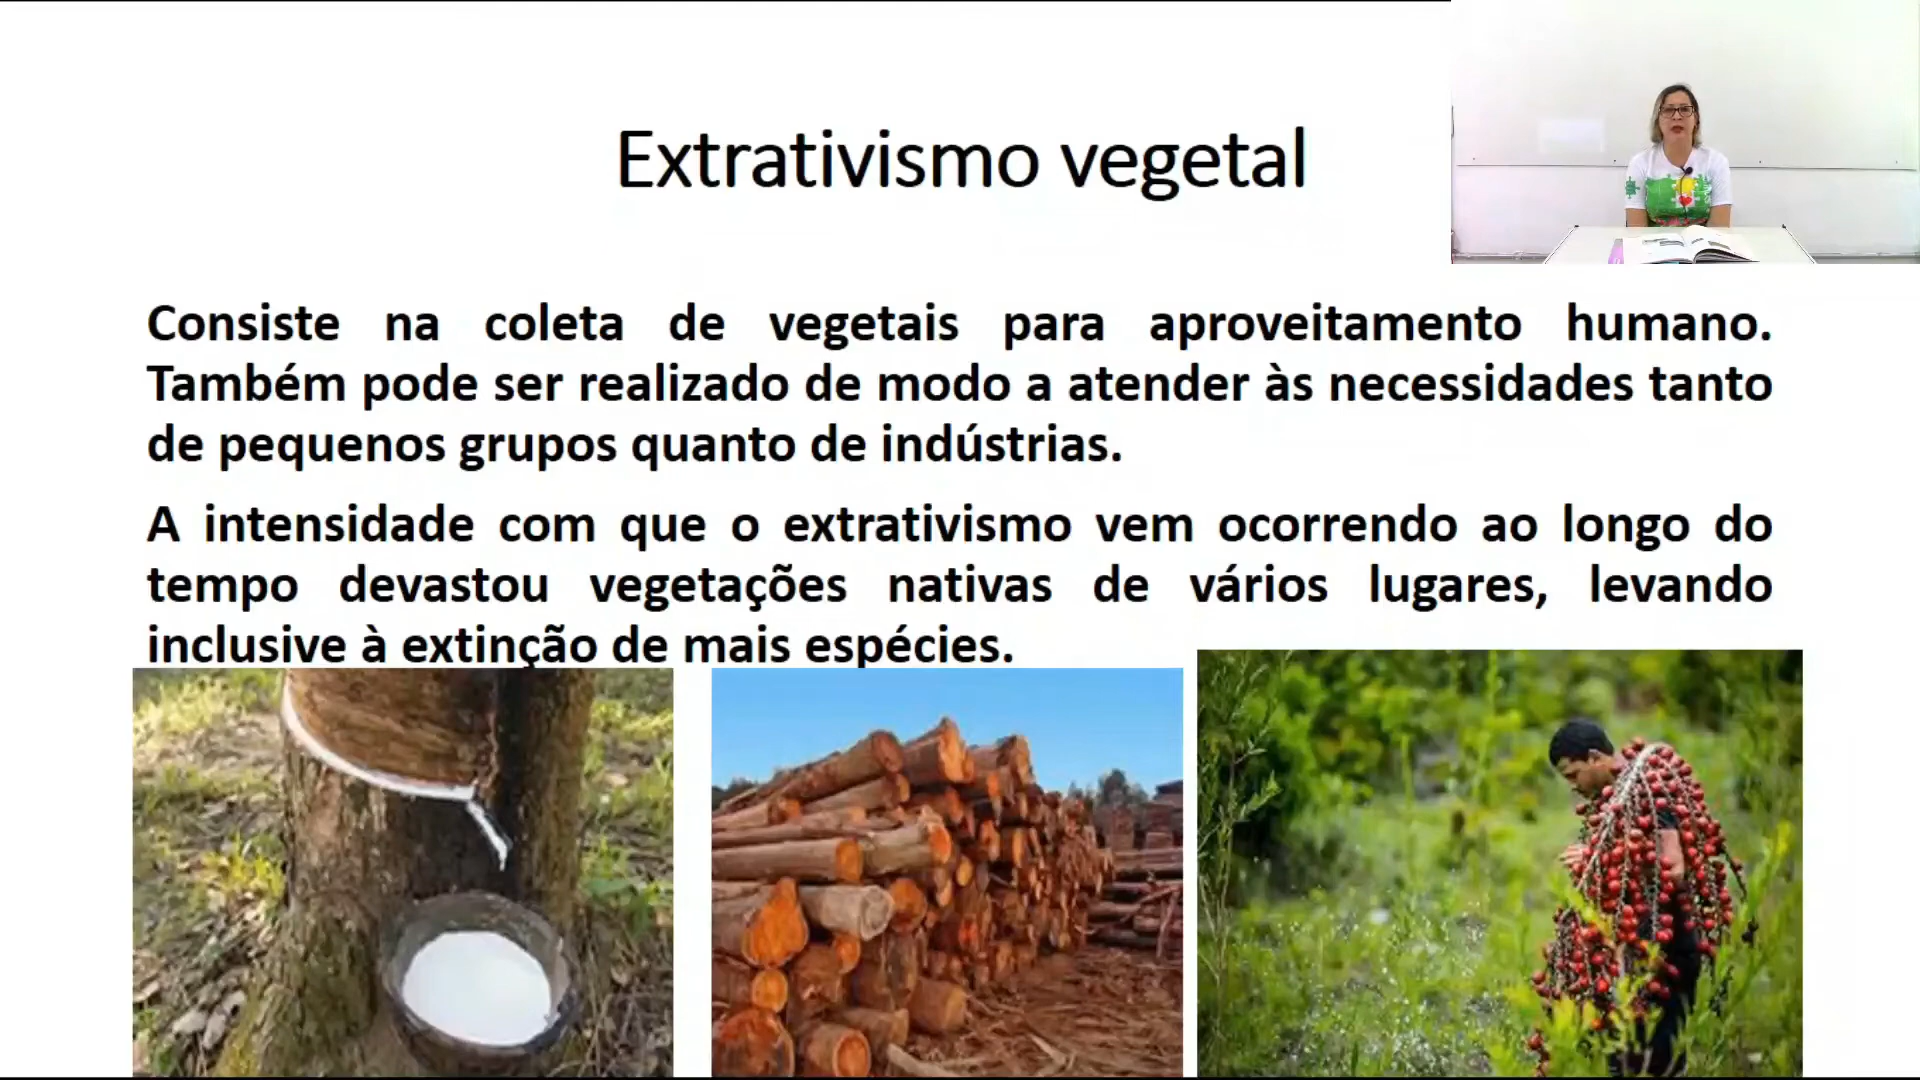 Extrativismo vegetal
Consiste na coleta de vegetais para aproveitamento humano.
Também pode ser realizado de modo a atender às necessidades tanto
de pequenos grupos quanto de indústrias.
A intensidade com que o extrativismo vem ocorrendo ao longo do
tempo devastou vegetações nativas de vários lugares, levando
inclusive à extinção de mais espécies.